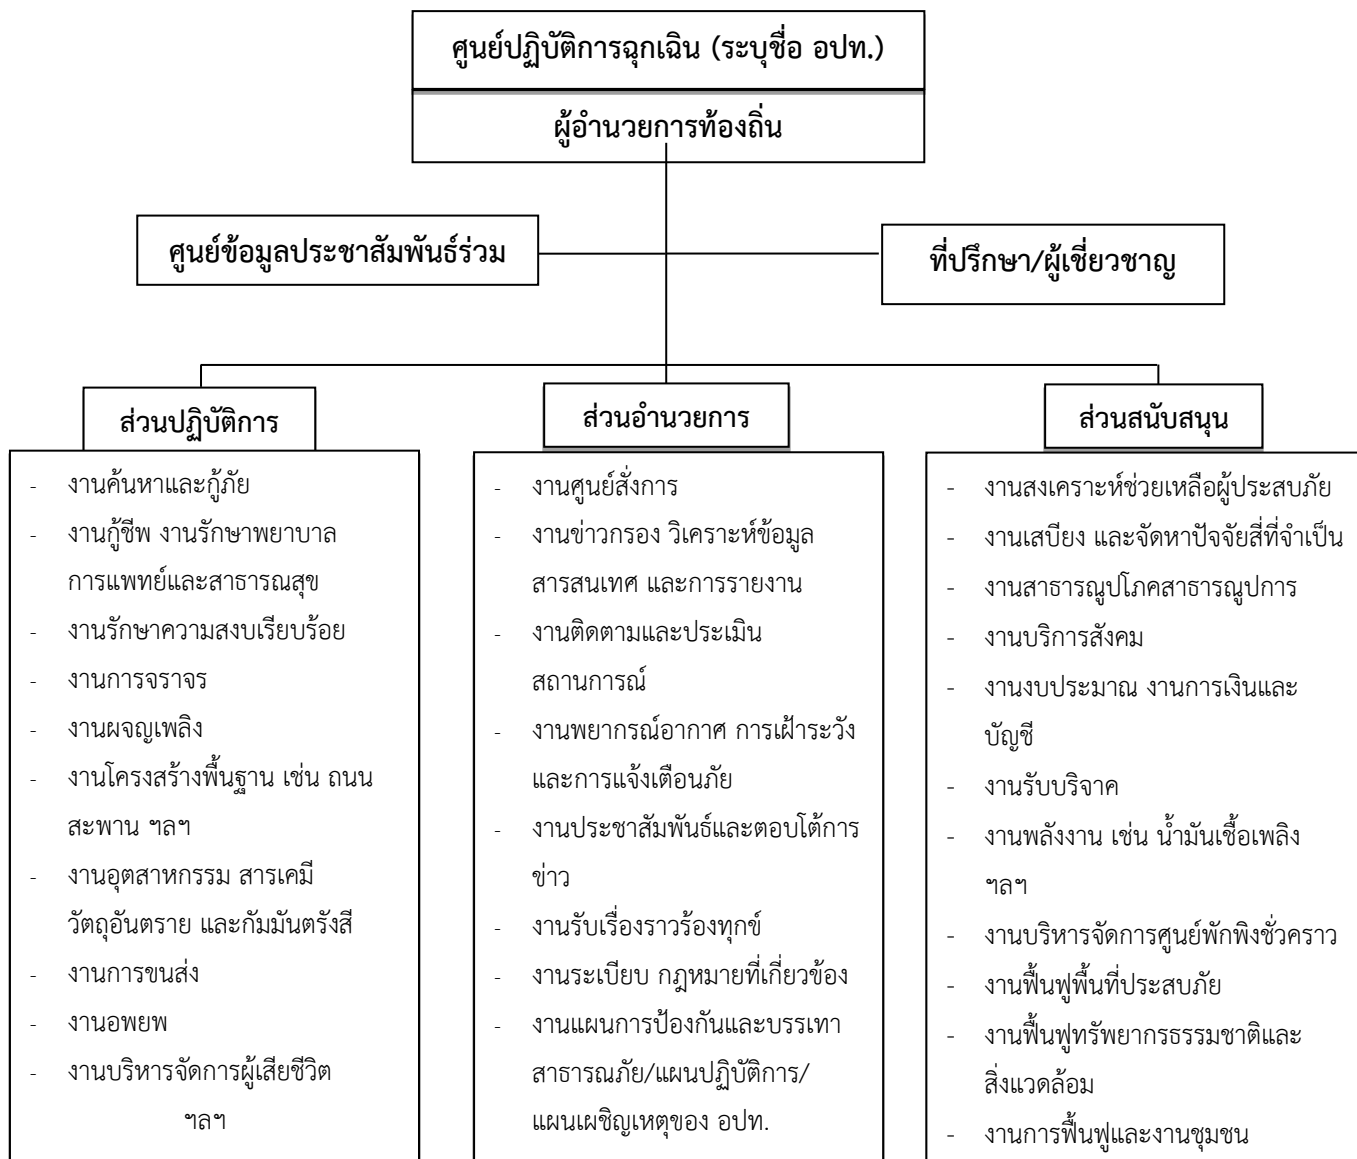 ศูนย์ปฏิบัติการฉุกเฉิน (ระบุชื่อ อปท.)
ผู้อำนวยการท้องถิ่น
ศูนย์ข้อมูลประชาสัมพันธ์ร่วม
ที่ปรึกษา/ผู้เชี่ยวชาญ
ส่วนปฏิบัติการ
- งานค้นหาและกู้ภัย
- งานกู้ชีพ งานรักษาพยาบาล
การแพทย์และสาธารณสุข
- งานรักษาความสงบเรียบร้อย
- งานการจราจร
- งานผจญเพลิง
- งานโครงสร้างพื้นฐาน เช่น ถนน
สะพาน ฯลฯ
- งานอุตสาหกรรม สารเคมี
วัตถุอันตราย และกัมมันตรังสี
- งานการขนส่ง
- งานอพยพ
- งานบริหารจัดการผู้เสียชีวิต
ฯลฯ
ส่วนอำนวยการ
- งานศูนย์สั่งการ
- งานข่าวกรอง วิเคราะห์ข้อมูล
สารสนเทศ และการรายงาน
- งานติดตามและประเมิน
สถานการณ์
- งานพยากรณ์อากาศ การเฝ้าระวัง
และการแจ้งเตือนภัย
- งานประชาสัมพันธ์และตอบโต้การ
ข่าว
- งานรับเรื่องราวร้องทุกข์
- งานระเบียบ กฎหมายที่เกี่ยวข้อง
- งานแผนการป้องกันและบรรเทา
สาธารณภัย/แผนปฏิบัติการ/
แผนเผชิญเหตุของ อปท.
ส่วนสนับสนุน
- งานสงเคราะห์ช่วยเหลือผู้ประสบภัย
- งานเสบียง และจัดหาปัจจัยสี่ที่จำเป็น
- งานสาธารณูปโภคสาธารณูปการ
- งานบริการสังคม
- งานงบประมาณ งานการเงินและ
บัญชี
- งานรับบริจาค
- งานพลังงาน เช่น น้ำมันเชื้อเพลิง
ฯลฯ
- งานบริหารจัดการศูนย์พักพิงชั่วคราว
- งานฟื้นฟูพื้นที่ประสบภัย
- งานฟื้นฟูทรัพยากรธรรมชาติและ
สิ่งแวดล้อม
- งานการฟื้นฟูและงานชุมชน